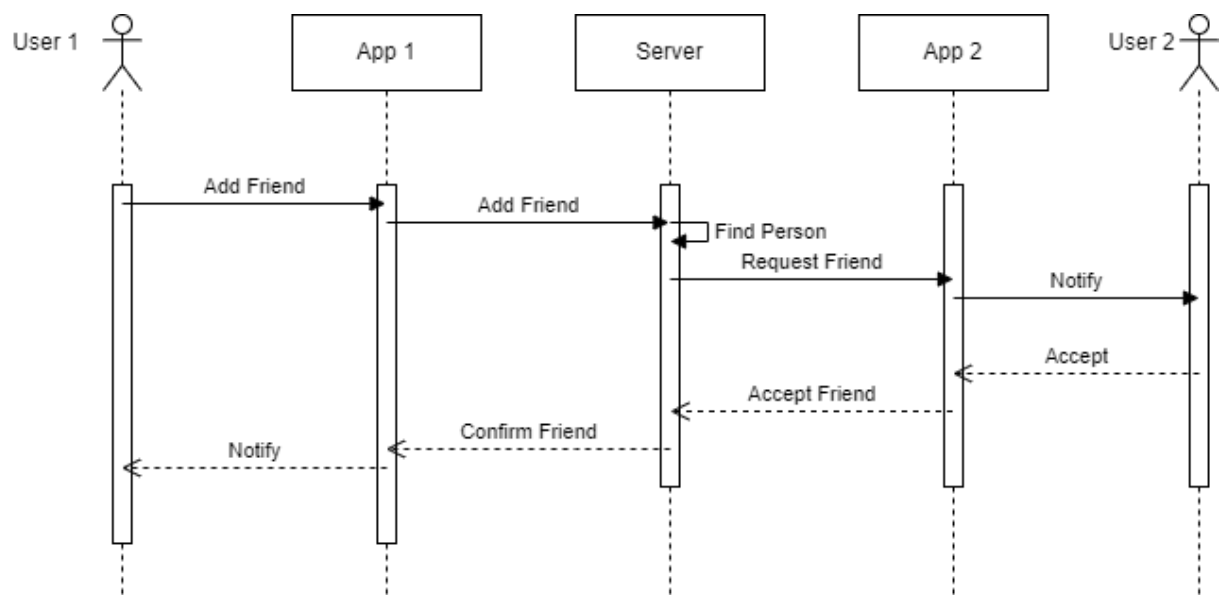 User 1
App 1
Server
App 2
User 2
Add Friend
Add Friend
Find Person
Request Friend
Notify
Accept
Accept Friend
Confirm Friend
Notify